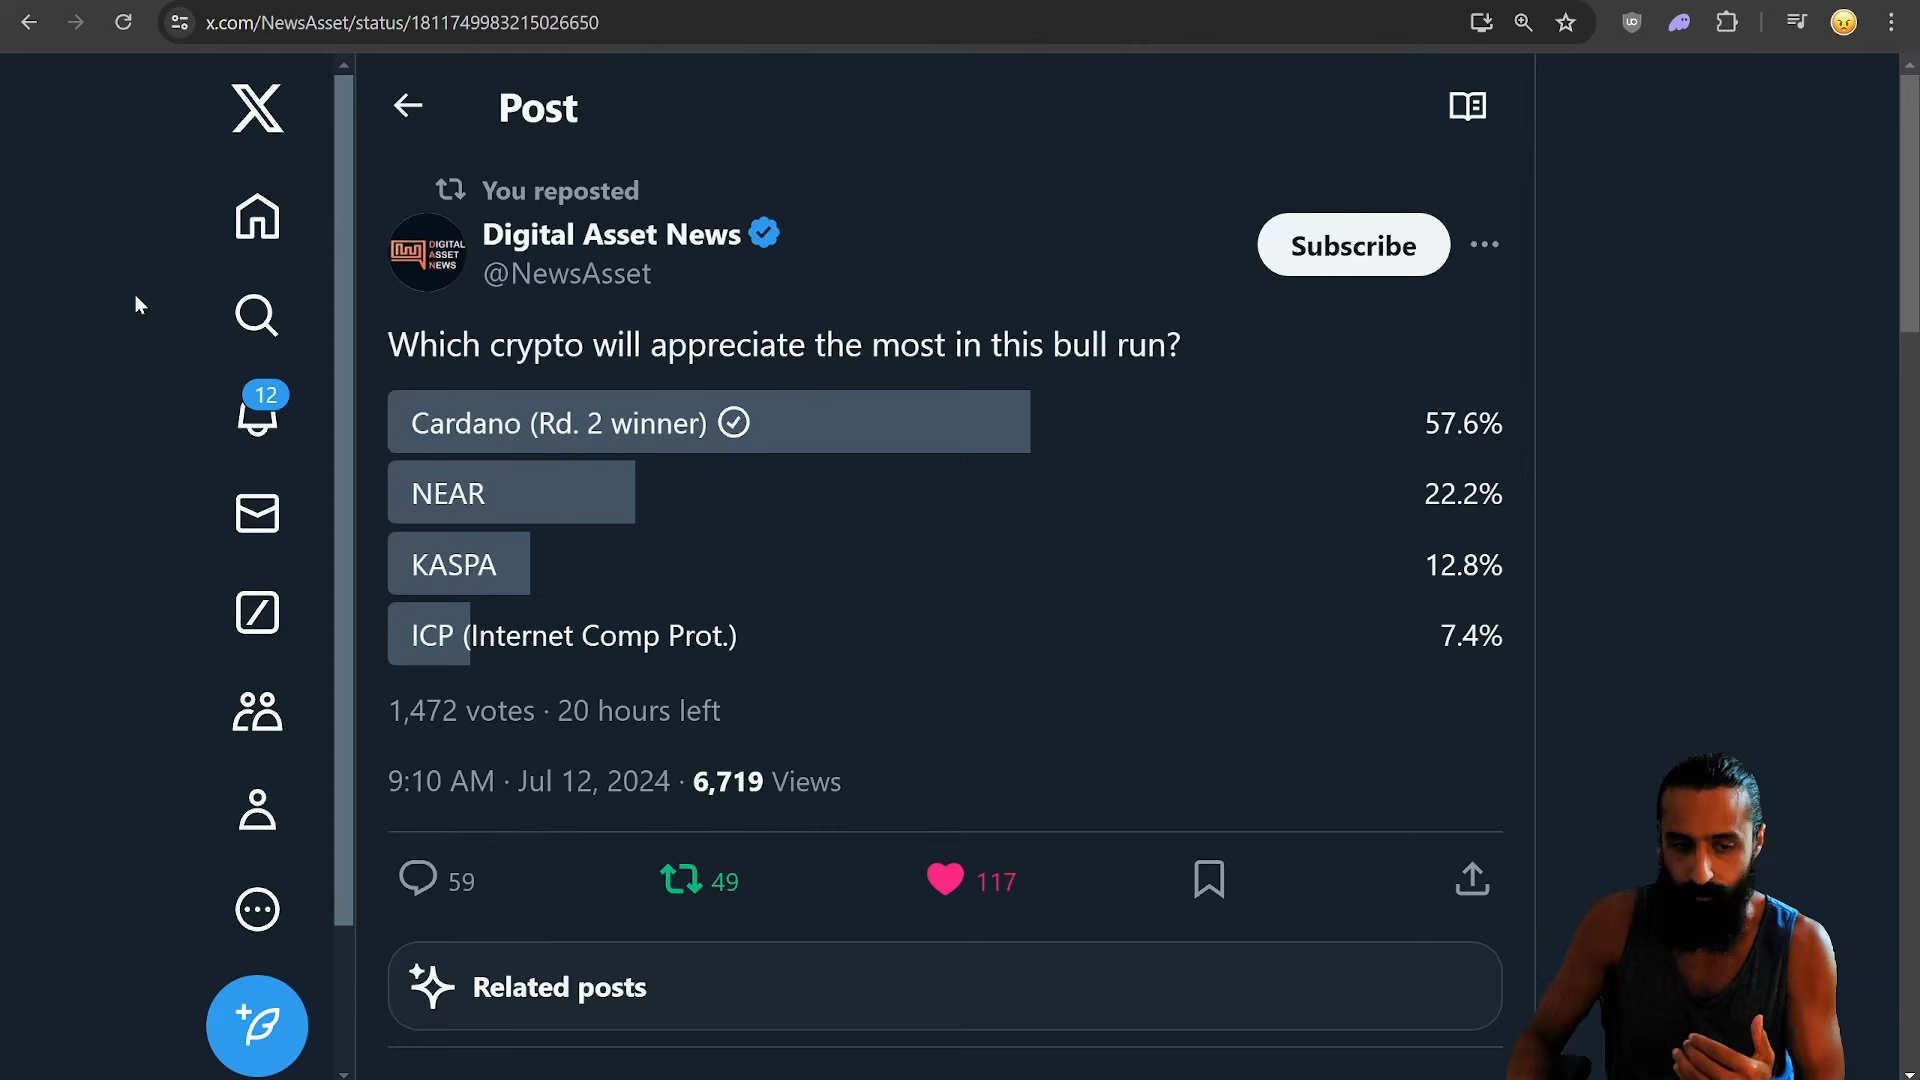 x.com/NewsAsset/status/1811749983215026650
Post
You reposted
DIGITAL
ASSET
NEWS
Digital Asset News
@NewsAsset
Subscribe
Which crypto will appreciate the most in this bull run?
Cardano (Rd. 2 winner) 57.6%
NEAR 22.2%
KASPA 12.8%
ICP (Internet Comp Prot.) 7.4%
1,472 votes · 20 hours left
9:10 AM · Jul 12, 2024 · 6,719 Views
59 49 117
Related posts
12